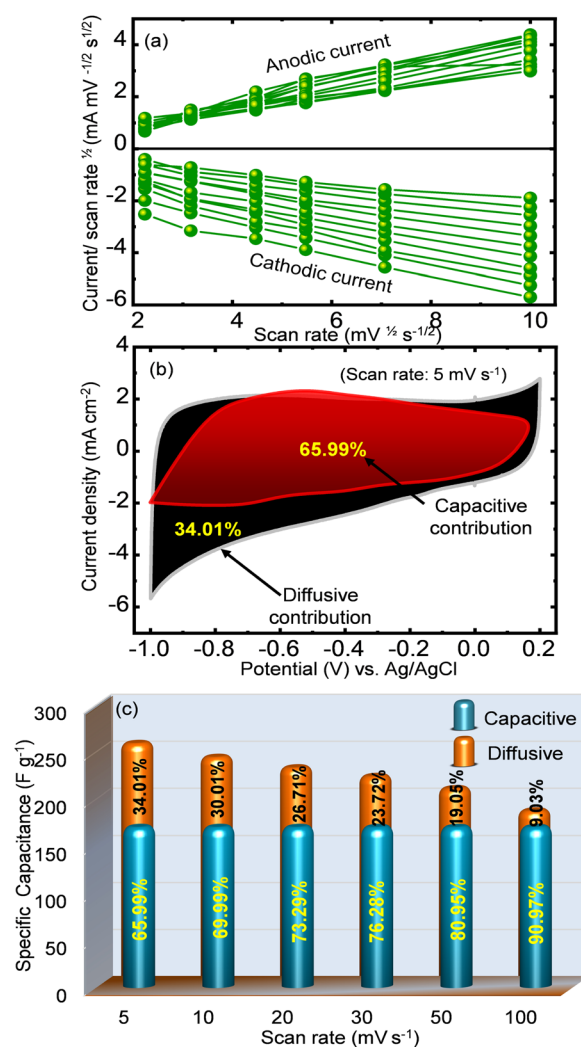 (a)
Anodic current
Cathodic current
Current/ scan rate ½ (mA mV -1/2 s1/2)
4
2
0
-2
-4
-6
2
4
6
8
10
Scan rate (mV ½ s-1/2)
(b)
(Scan rate: 5 mV s-1)
65.99%
34.01%
Capacitive
contribution
Diffusive
contribution
Current density (mA cm-2)
4
2
0
-2
-4
-6
-1.0
-0.8
-0.6
-0.4
-0.2
0.0
0.2
Potential (V) vs. Ag/AgCl
(c)
Capacitive
Diffusive
Specific Capacitance (F g-1)
300
250
200
150
100
50
0
34.01%
30.01%
26.71%
23.72%
19.05%
9.03%
65.99%
69.99%
73.29%
76.28%
80.95%
90.97%
5
10
20
30
50
100
Scan rate (mV s-1)